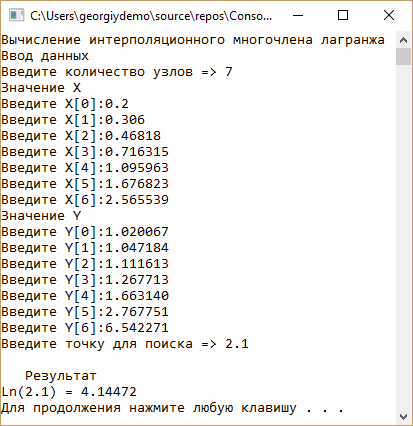 C:\Users\georgiydemo\source\repos\Conso...
Вычисление интерполяционного многочлена лагранжа
Ввод данных
Введите количество узлов => 7
Значение X
Введите X[0]:0.2
Введите X[1]:0.306
Введите X[2]:0.46818
Введите X[3]:0.716315
Введите X[4]:1.095963
Введите X[5]:1.676823
Введите X[6]:2.565539
Значение Y
Введите Y[0]:1.020067
Введите Y[1]:1.047184
Введите Y[2]:1.111613
Введите Y[3]:1.267713
Введите Y[4]:1.663140
Введите Y[5]:2.767751
Введите Y[6]:6.542271
Введите точку для поиска => 2.1
Результат
Ln(2.1) = 4.14472
Для продолжения нажмите любую клавишу . . .